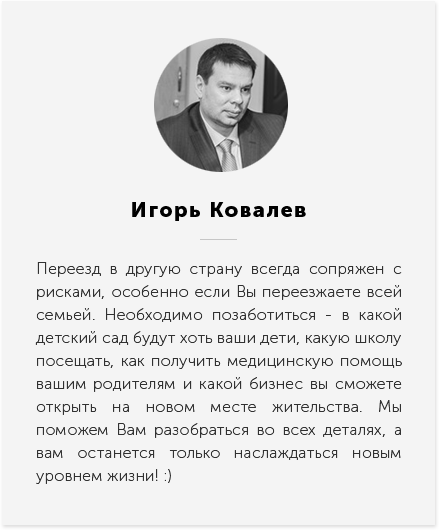 Игорь Ковалев
Переезд в другую страну всегда сопряжен с
рисками, особенно если Вы переезжаете всей
семьей. Необходимо позаботиться - в какой
детский сад будут хоть ваши дети, какую школу
посещать, как получить медицинскую помощь
вашим родителям и какой бизнес вы сможете
открыть на новом месте жительства. Мы
поможем Вам разобраться во всех деталях, а
вам останется только наслаждаться новым
уровнем жизни! :)